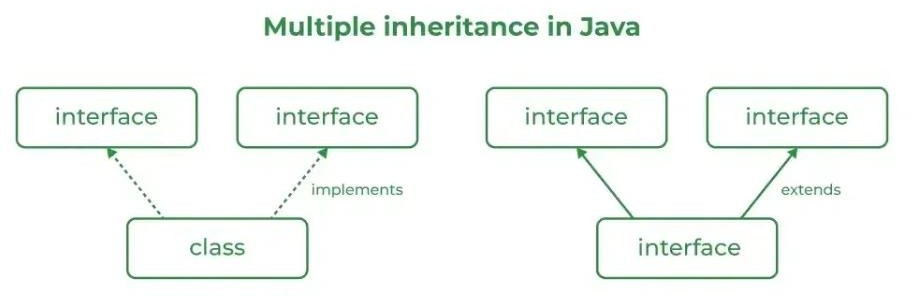 Multiple inheritance in Java
interface
interface
implements
class
interface
interface
extends
interface